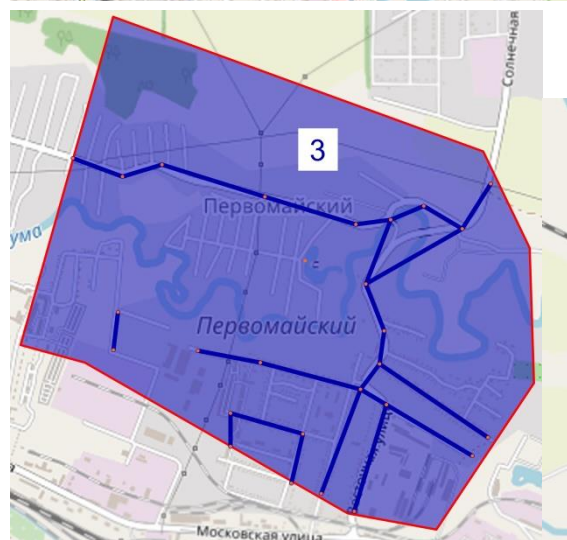 Солнечная
3
Первомайский
ума
Первомайский
Московская улица